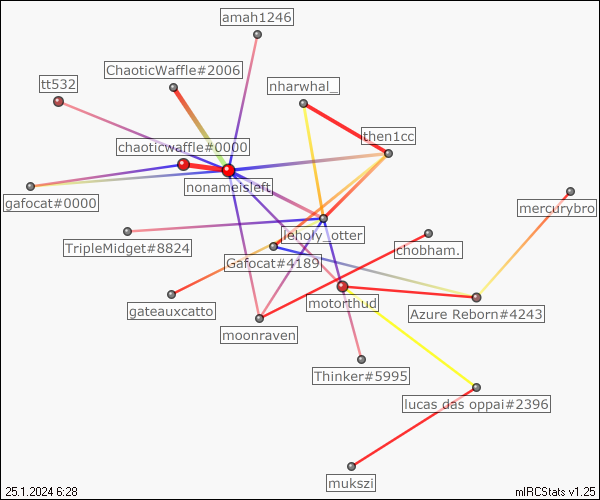 amah1246
ChaoticWaffle#2006
tt532
nharwhal_
then1cc
chaoticwaffle#0000
nonameisleft
gafocat#0000
mercurybro
leholy_otter
TripleMidget#8824
chobham.
Gafocat#4189
motorthud
gateauxcatto
Azure Reborn#4243
moonraven
Thinker#5995
lucas das oppai#2396
mukszi
25.1.2024 6:28
mIRCStats v1.25